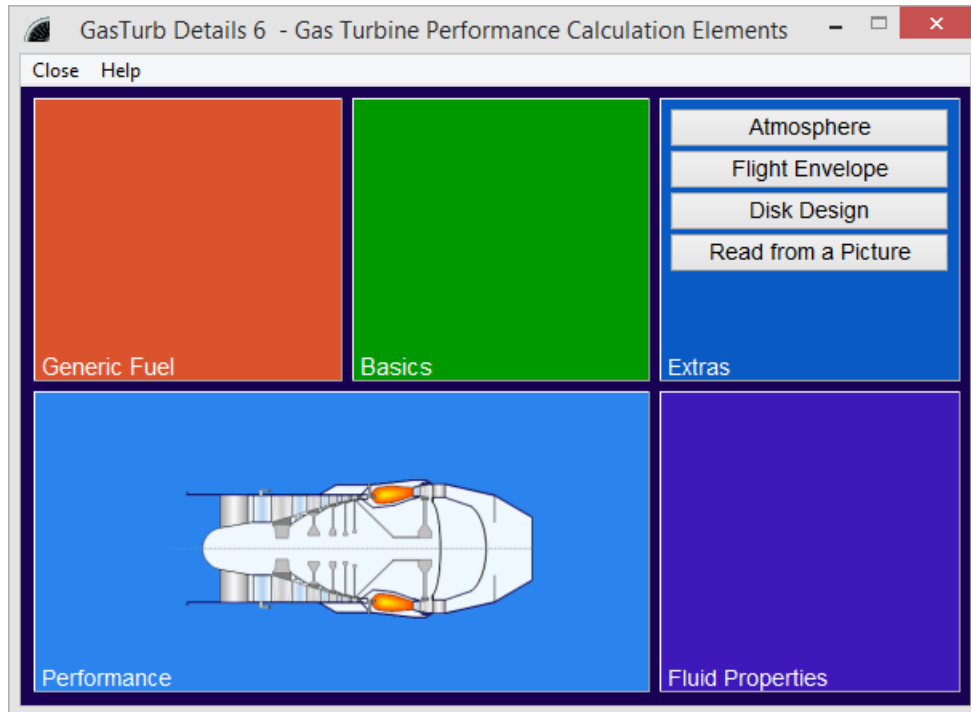 GasTurb Details 6 - Gas Turbine Performance Calculation Elements
Close Help
Atmosphere
Flight Envelope
Disk Design
Read from a Picture
Generic Fuel
Basics
Extras
Performance
Fluid Properties